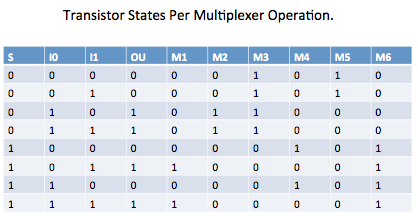 Transistor States Per Multiplexer Operation.
S I0 I1 OU M1 M2 M3 M4 M5 M6
0 0 0 0 0 0 1 0 1 0
0 0 1 0 0 0 1 0 1 0
0 1 0 1 0 1 1 0 0 0
0 1 1 1 0 1 1 0 0 0
1 0 0 0 0 0 0 1 0 1
1 0 1 1 1 0 0 0 0 1
1 1 0 0 0 0 0 1 0 1
1 1 1 1 1 0 0 0 0 1